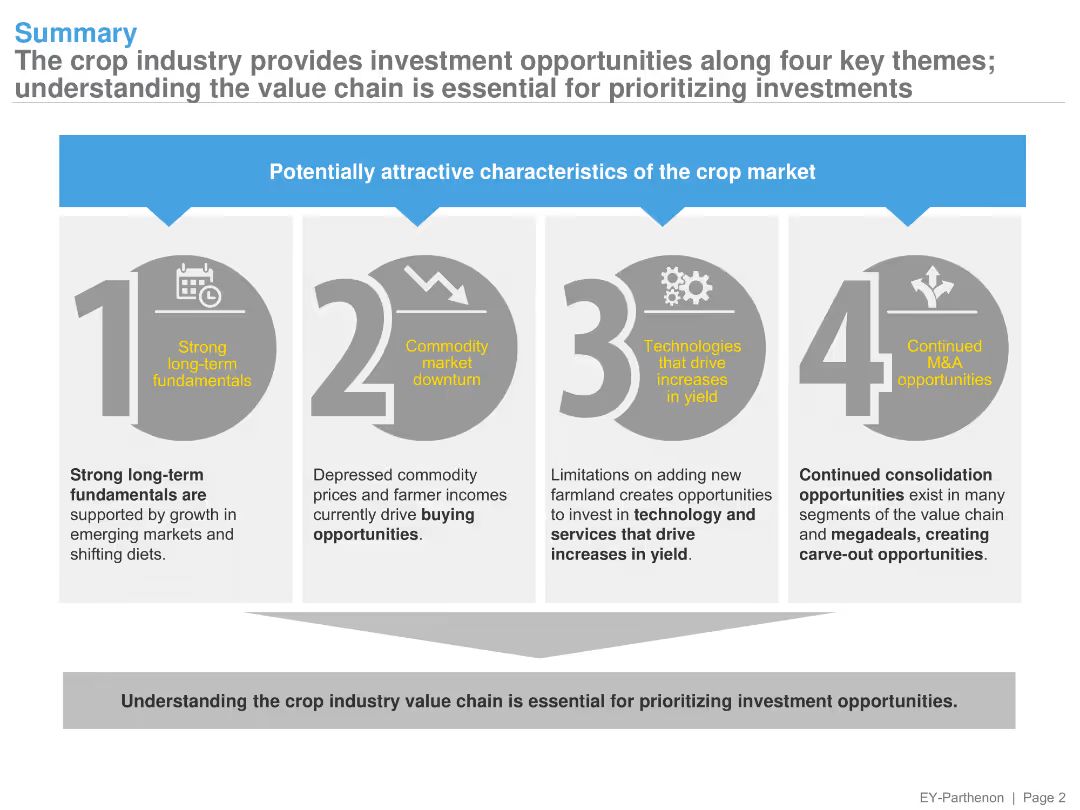 Summary
The crop industry provides investment opportunities along four key themes;
understanding the value chain is essential for prioritizing investments
Potentially attractive characteristics of the crop market
1
Strong
long-term
fundamentals
Strong long-term
fundamentals are
supported by growth in
emerging markets and
shifting diets.
2
Commodity
market
downturn
Depressed commodity
prices and farmer incomes
currently drive buying
opportunities.
3
Technologies
that drive
increases
in yield
Limitations on adding new
farmland creates opportunities
to invest in technology and
services that drive
increases in yield.
4
Continued
M&A
opportunities
Continued consolidation
opportunities exist in many
segments of the value chain
and megadeals, creating
carve-out opportunities.
Understanding the crop industry value chain is essential for prioritizing investment opportunities.
EY-Parthenon | Page 2